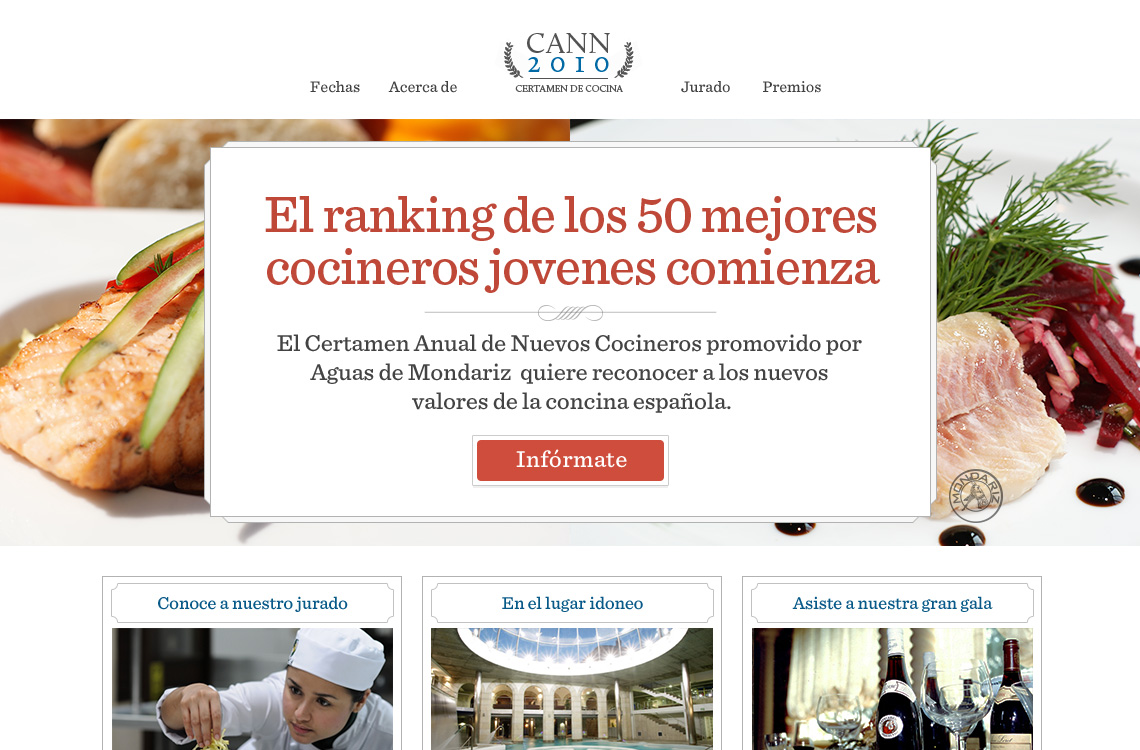 CANN
2010
CERTAMEN DE COCINA
Fechas
Acerca de
Jurado
Premios
El ranking de los 50 mejores
cocineros jovenes comienza
El Certamen Anual de Nuevos Cocineros promovido por
Aguas de Mondariz quiere reconocer a los nuevos
valores de la concina española.
Infórmate
MONDARIZ
Conoce a nuestro jurado
En el lugar idoneo
Asiste a nuestra gran gala